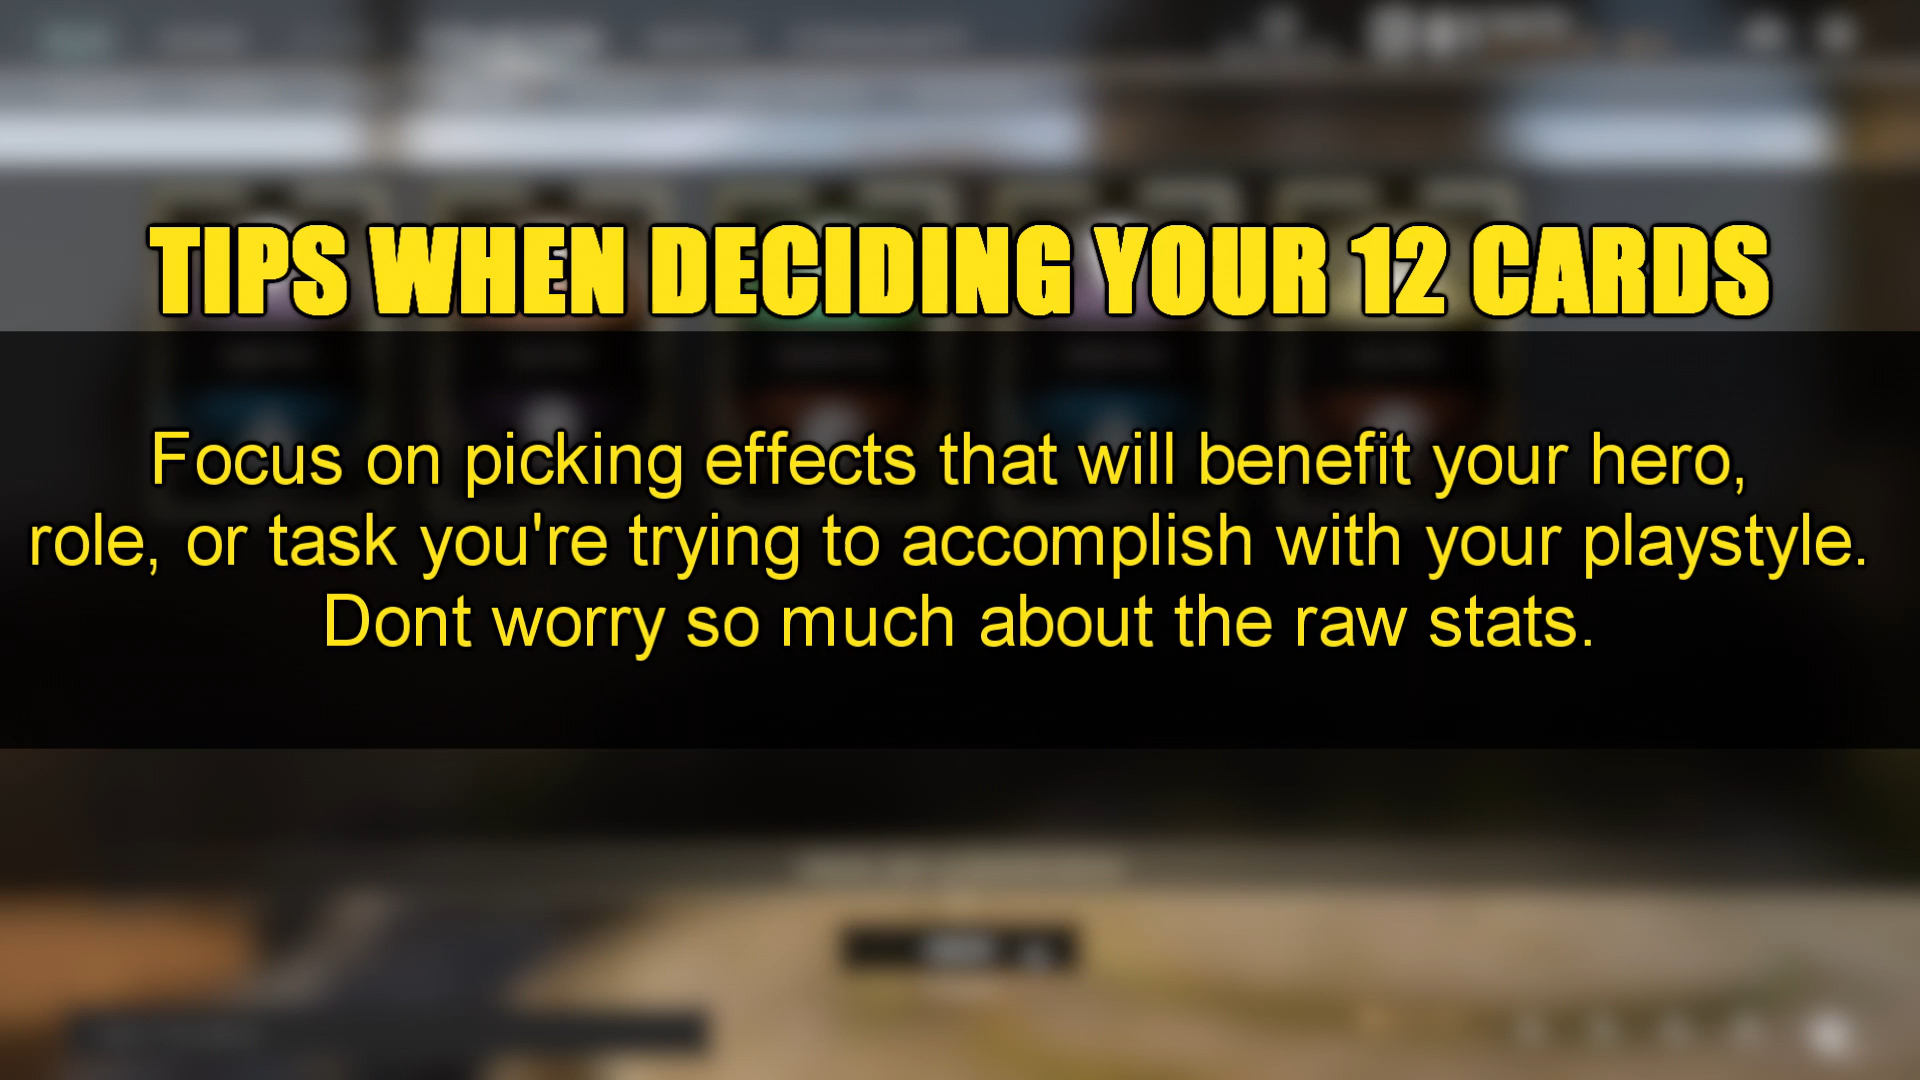 TIPS WHEN DECIDING YOUR 12 CARDS
Focus on picking effects that will benefit your hero,
role, or task you're trying to accomplish with your playstyle.
Dont worry so much about the raw stats.